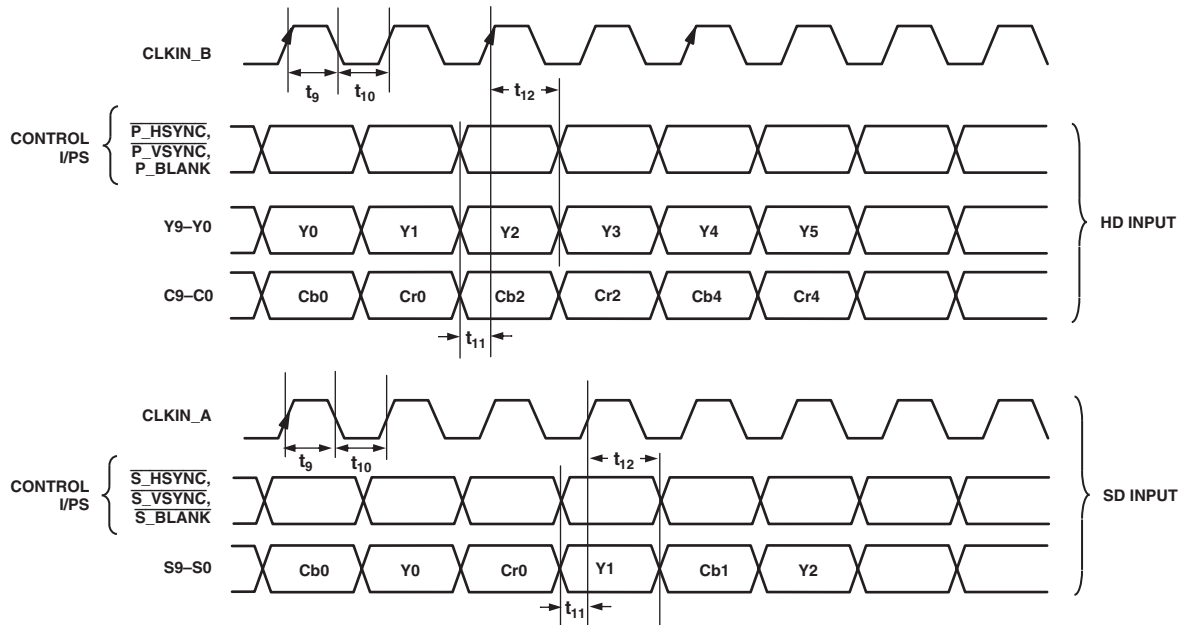 CLKIN_B
t9 t10 t12
CONTROL
I/PS
P_HSYNC,
P_VSYNC,
P_BLANK
Y9–Y0 Y0 Y1 Y2 Y3 Y4 Y5
HD INPUT
C9–C0 Cb0 Cr0 Cb2 Cr2 Cb4 Cr4
t11
CLKIN_A
t9 t10 t12
CONTROL
I/PS
S_HSYNC,
S_VSYNC,
S_BLANK
SD INPUT
S9–S0 Cb0 Y0 Cr0 Y1 Cb1 Y2
t11